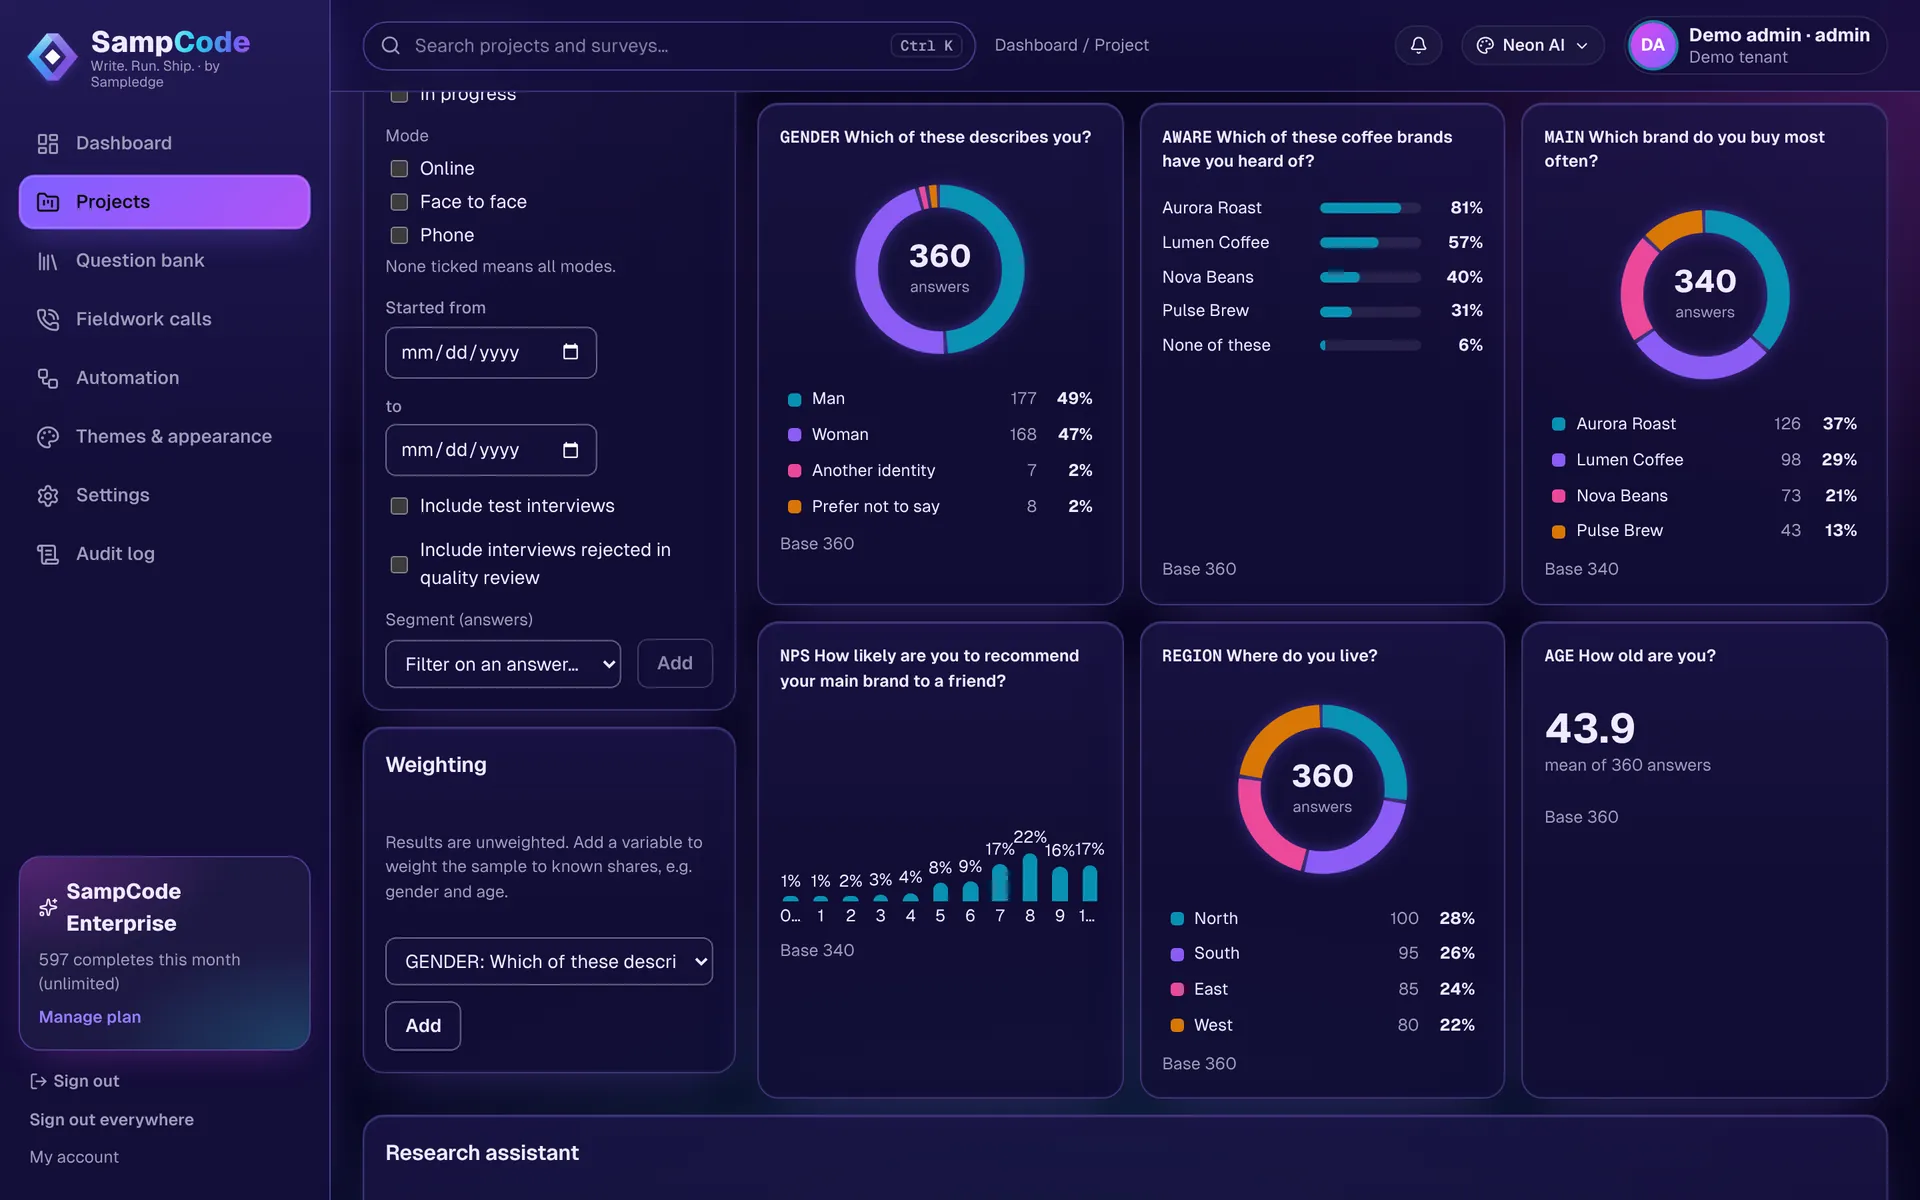 SampCode
Write. Run. Ship. · by
Sampledge
Dashboard
Projects
Question bank
Fieldwork calls
Automation
Themes & appearance
Settings
Audit log
SampCode
Enterprise
597 completes this month
(unlimited)
Manage plan
Sign out
Sign out everywhere
My account
Search projects and surveys...
Ctrl K
Dashboard / Project
Neon AI
DA
Demo admin · admin
Demo tenant
In progress
Mode
Online
Face to face
Phone
None ticked means all modes.
Started from
mm/dd/yyyy
to
mm/dd/yyyy
Include test interviews
Include interviews rejected in
quality review
Segment (answers)
Filter on an answer...
Add
Weighting
Results are unweighted. Add a variable to
weight the sample to known shares, e.g.
gender and age.
GENDER: Which of these descri
Add
GENDER Which of these describes you?
360
answers
Man 177 49%
Woman 168 47%
Another identity 7 2%
Prefer not to say 8 2%
Base 360
AWARE Which of these coffee brands
have you heard of?
Aurora Roast 81%
Lumen Coffee 57%
Nova Beans 40%
Pulse Brew 31%
None of these 6%
Base 360
MAIN Which brand do you buy most
often?
340
answers
Aurora Roast 126 37%
Lumen Coffee 98 29%
Nova Beans 73 21%
Pulse Brew 43 13%
Base 340
NPS How likely are you to recommend
your main brand to a friend?
1% 1% 2% 3% 4% 8% 9% 17% 22% 16% 17%
0... 1 2 3 4 5 6 7 8 9 1...
Base 340
REGION Where do you live?
360
answers
North 100 28%
South 95 26%
East 85 24%
West 80 22%
Base 360
AGE How old are you?
43.9
mean of 360 answers
Base 360
Research assistant